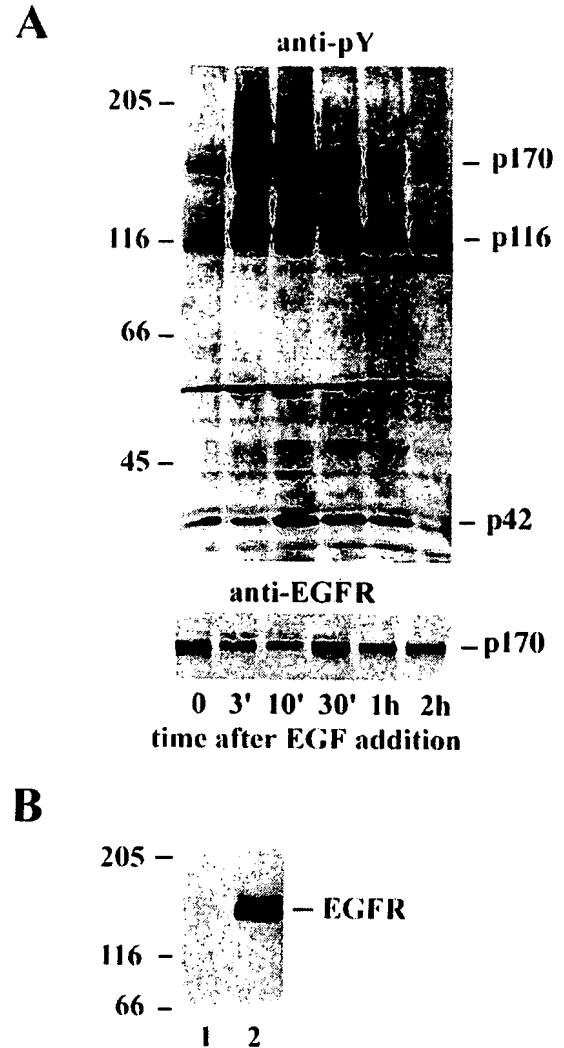 A
anti-pY
205 –
– p170
116 –
– p116
66 –
45 –
– p42
anti-EGFR
– p170
0 3' 10' 30' 1h 2h
time after EGF addition
B
205 –
– EGFR
116 –
66 –
1 2